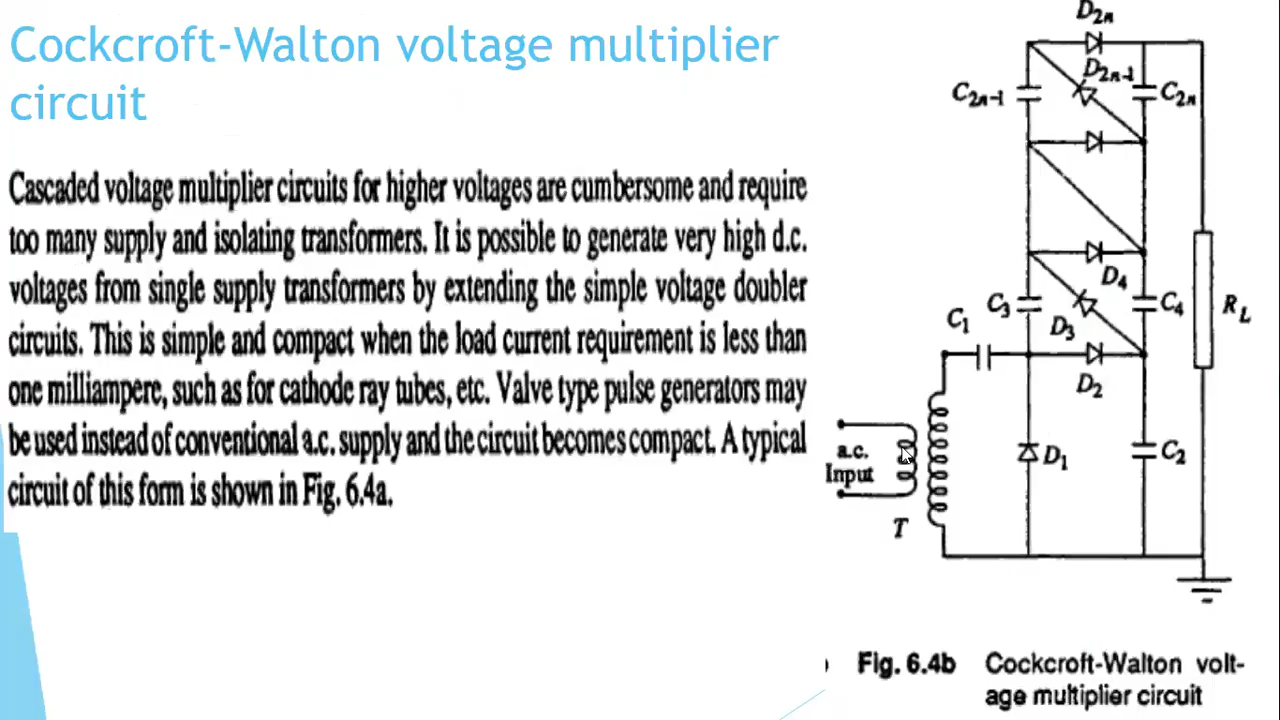 Cockcroft-Walton voltage multiplier
circuit
Cascaded voltage multiplier circuits for higher voltages are cumbersome and require
too many supply and isolating transformers. It is possible to generate very high d.c.
voltages from single supply transformers by extending the simple voltage doubler
circuits. This is simple and compact when the load current requirement is less than
one milliampere, such as for cathode ray tubes, etc. Valve type pulse generators may
be used instead of conventional a.c. supply and the circuit becomes compact. A typical
circuit of this form is shown in Fig. 6.4a.
D2n
D2n-1
C2n-1
C2n
D4
C3
C4
RL
C1
D3
D2
a.c.
Input
D1
C2
T
Fig. 6.4b Cockcroft-Walton volt-
age multiplier circuit